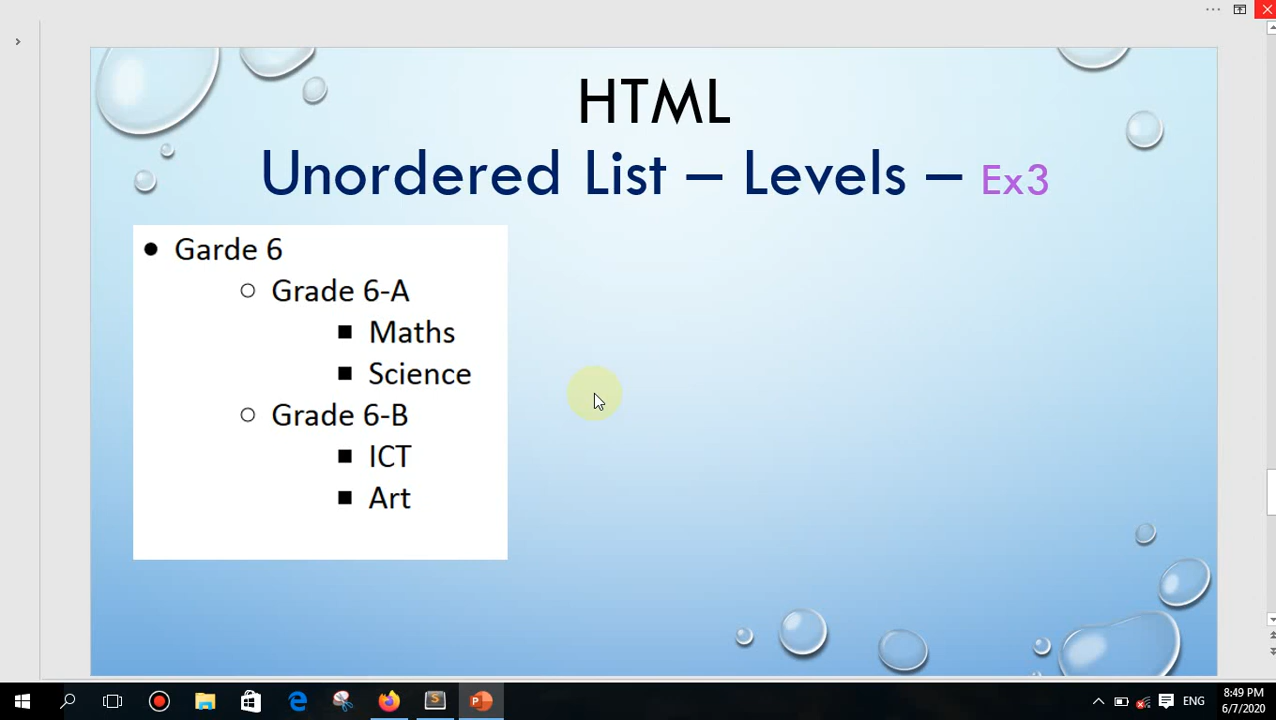 HTML
Unordered List – Levels – Ex3
● Garde 6
○ Grade 6-A
■ Maths
■ Science
○ Grade 6-B
■ ICT
■ Art
ENG
8:49 PM
6/7/2020